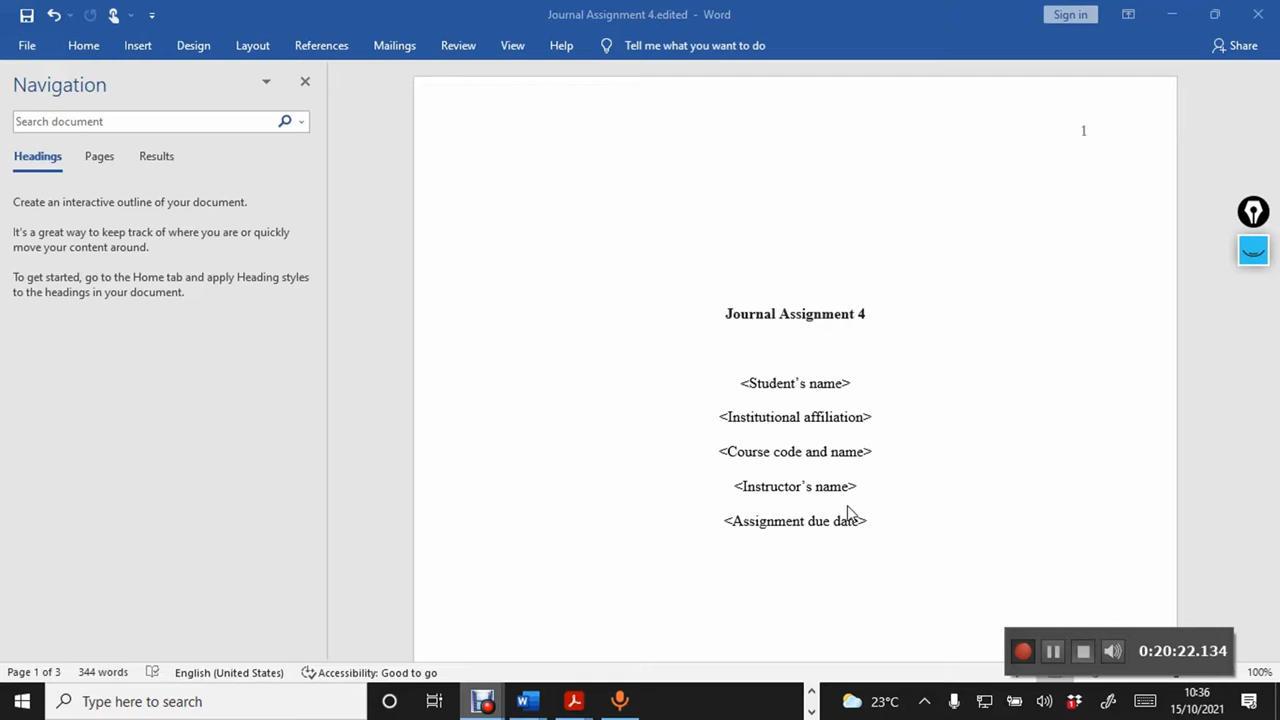 Journal Assignment 4.edited - Word
Sign in
File Home Insert Design Layout References Mailings Review View Help Tell me what you want to do Share
Navigation
Search document
Headings Pages Results
Create an interactive outline of your document.
It's a great way to keep track of where you are or quickly
move your content around.
To get started, go to the Home tab and apply Heading styles
to the headings in your document.
1
Journal Assignment 4
<Student’s name>
<Institutional affiliation>
<Course code and name>
<Instructor’s name>
<Assignment due date>
0:20:22.134
Page 1 of 3 344 words English (United States) Accessibility: Good to go 100%
Type here to search
23°C
10:36
15/10/2021